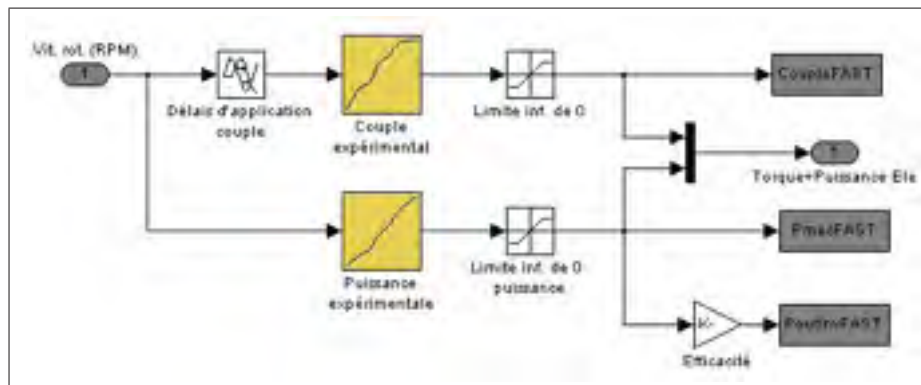 Vit. rot. (RPM)
1
Délais d'application
couple
Couple
expérimental
Limite inf. de 0
CoupleFAST
1
Torque+Puissance Ele
Puissance
expérimentale
Limite inf. de 0
puissance
PmecFAST
K-
Efficacité
PoutInvFAST